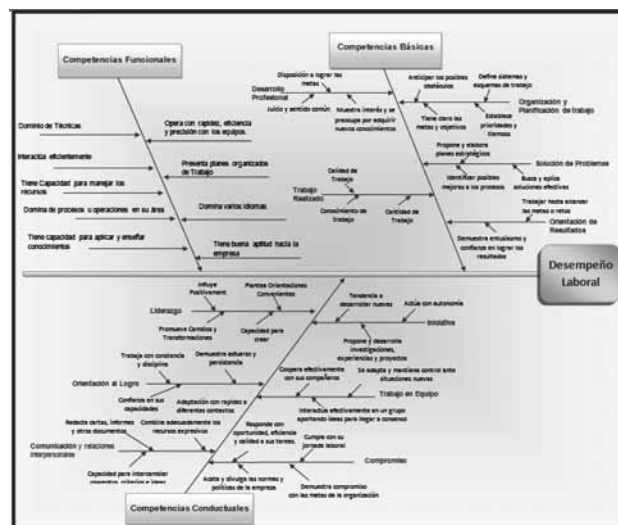 Competencias Funcionales
Competencias Básicas
Dominio de Técnicas
Interactúa eficientemente
Tiene Capacidad para manejar los
recursos
Domina de procesos u operaciones en su área
Tiene capacidad para aplicar y enseñar
conocimientos
Opera con rapidez, eficiencia
y precisión con los equipos.
Presenta planes organizados
de Trabajo
Domina varios idiomas
Tiene buena aptitud hacia la
empresa
Disposición a lograr las
metas
Desarrollo
Profesional
Juicio y sentido común
Muestra interés y se
preocupa por adquirir
nuevos conocimientos
Calidad de
Trabajo
Trabajo
Realizado
Conocimiento de
trabajo
Cantidad de
Trabajo
Anticipar los posibles
obstáculos
Define sistemas y
esquemas de trabajo
Organización y
Planificación de trabajo
Tiene claro las
metas y objetivos
Establece
prioridades y
tiempos
Propone y elabora
planes estratégicos
Solución de Problemas
Identificar posibles
mejoras a los procesos
Busca y aplica
soluciones efectivas
Trabajar hasta alcanzar
las metas o retos
Orientación de
Resultados
Demuestra entusiasmo y
confianza en lograr los
resultados
Desempeño
Laboral
Influye
Positivament
Plantea Orientaciones
Convenientes
Liderazgo
Promueve Cambios y
Transformaciones
Capacidad para
crear
Tendencia a
desarrollar nuevas
Actúa con autonomía
Iniciativa
Propone y desarrolla
investigaciones,
experiencias y proyectos
Trabaja con constancia
y disciplina
Demuestra esfuerzo y
persistencia
Orientación al Logro
Confianza en sus
capacidades
Adaptación con rapidez a
diferentes contextos
Coopera efectivamente
con sus compañeros
Se adapta y mantiene control ante
situaciones nuevas
Trabajo en Equipo
Interactúa efectivamente en un grupo
aportando ideas para llegar a consenso
Redacta cartas, informes
y otros documentos
Combina adecuadamente los
recursos expresivos
Comunicación y relaciones
interpersonales
Capacidad para intercambiar
criterios e ideas
Responde con
oportunidad, eficiencia
y calidad a sus tareas.
Cumple con su
jornada laboral
Compromiso
Acata y divulga las normas y
políticas de la empresa
Demuestra compromiso
con las metas de la organización
Competencias Conductuales